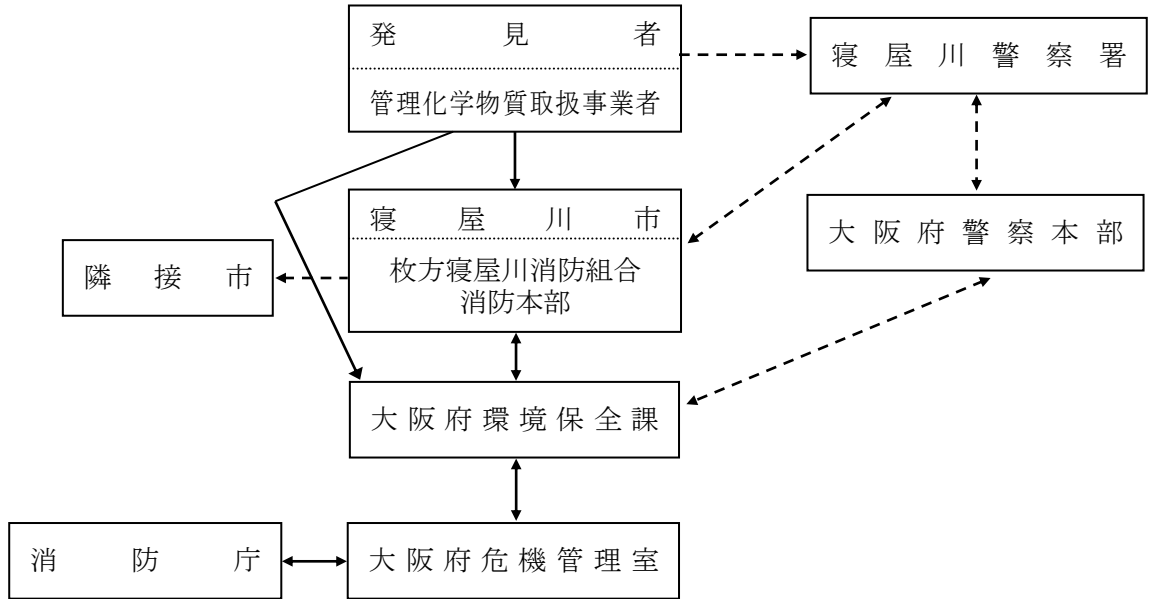 発見者
管理化学物質取扱事業者
寝屋川警察署
寝屋川市
枚方寝屋川消防組合
消防本部
大阪府警察本部
隣接市
大阪府環境保全課
消防庁
大阪府危機管理室